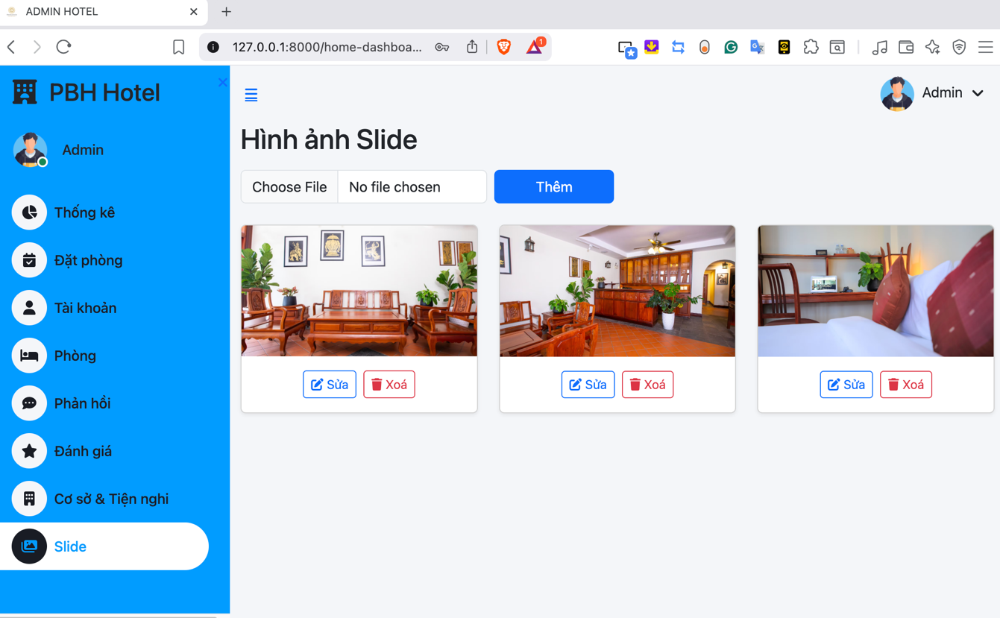 ADMIN HOTEL
127.0.0.1:8000/home-dashboa...
1
PBH Hotel
Admin
Admin
Thống kê
Đặt phòng
Tài khoản
Phòng
Phản hồi
Đánh giá
Cơ sở & Tiện nghi
Slide
Hình ảnh Slide
Choose File No file chosen Thêm
Sửa Xoá
Sửa Xoá
Sửa Xoá